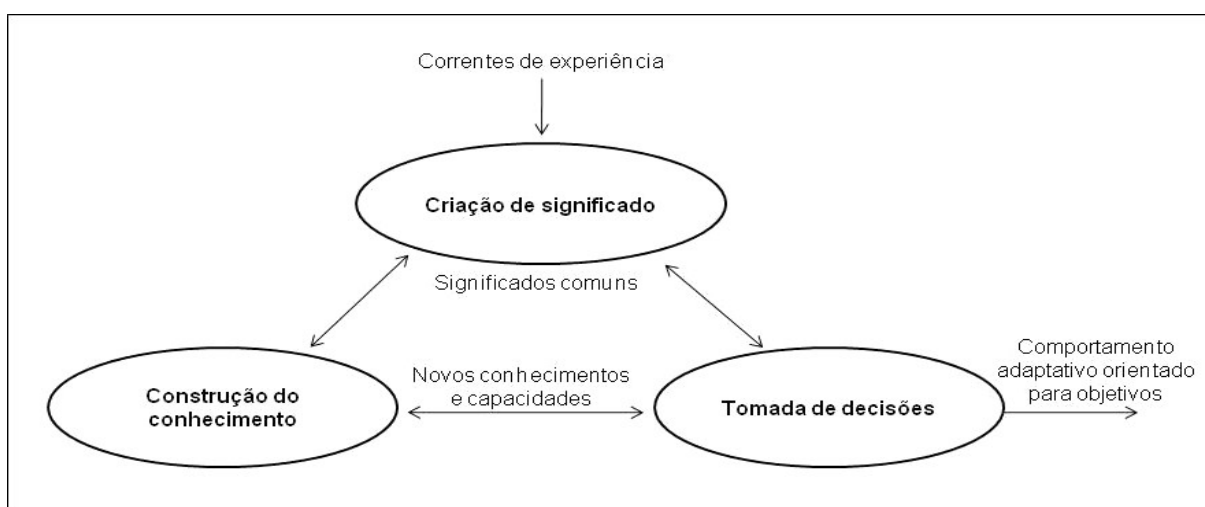 Correntes de experiência
Criação de significado
Significados comuns
Construção do
conhecimento
Novos conhecimentos
e capacidades
Tomada de decisões
Comportamento
adaptativo orientado
para objetivos